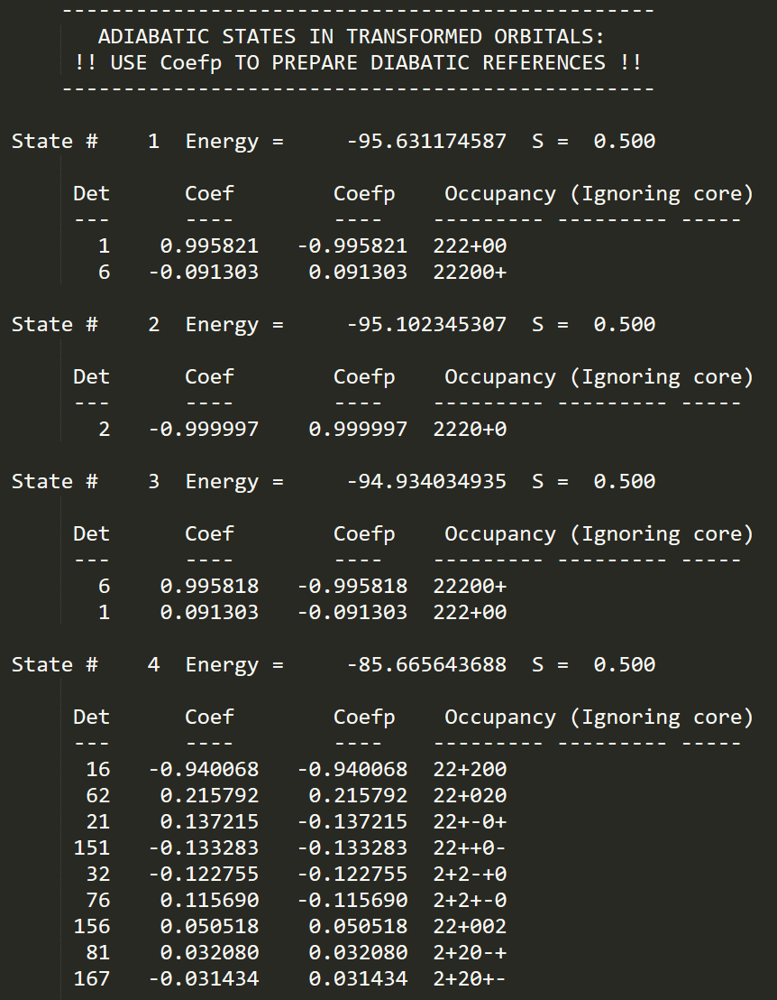 ------------------------------------------------
ADIABATIC STATES IN TRANSFORMED ORBITALS:
!! USE Coefp TO PREPARE DIABATIC REFERENCES !!
------------------------------------------------
State #    1  Energy =     -95.631174587  S =  0.500
Det      Coef        Coefp    Occupancy (Ignoring core)
---      ----        ----   --------- --------- -----
1    0.995821   -0.995821  222+00
6   -0.091303    0.091303  22200+
State #    2  Energy =     -95.102345307  S =  0.500
Det      Coef        Coefp    Occupancy (Ignoring core)
---      ----        ----   --------- --------- -----
2   -0.999997    0.999997  2220+0
State #    3  Energy =     -94.934034935  S =  0.500
Det      Coef        Coefp    Occupancy (Ignoring core)
---      ----        ----   --------- --------- -----
6    0.995818   -0.995818  22200+
1    0.091303   -0.091303  222+00
State #    4  Energy =     -85.665643688  S =  0.500
Det      Coef        Coefp    Occupancy (Ignoring core)
---      ----        ----   --------- --------- -----
16   -0.940068   -0.940068  22+200
62    0.215792    0.215792  22+020
21    0.137215   -0.137215  22+-0+
151   -0.133283   -0.133283  22++0-
32   -0.122755   -0.122755  2+2-+0
76    0.115690   -0.115690  2+2+-0
156    0.050518    0.050518  22+002
81    0.032080    0.032080  2+20-+
167   -0.031434    0.031434  2+20+-